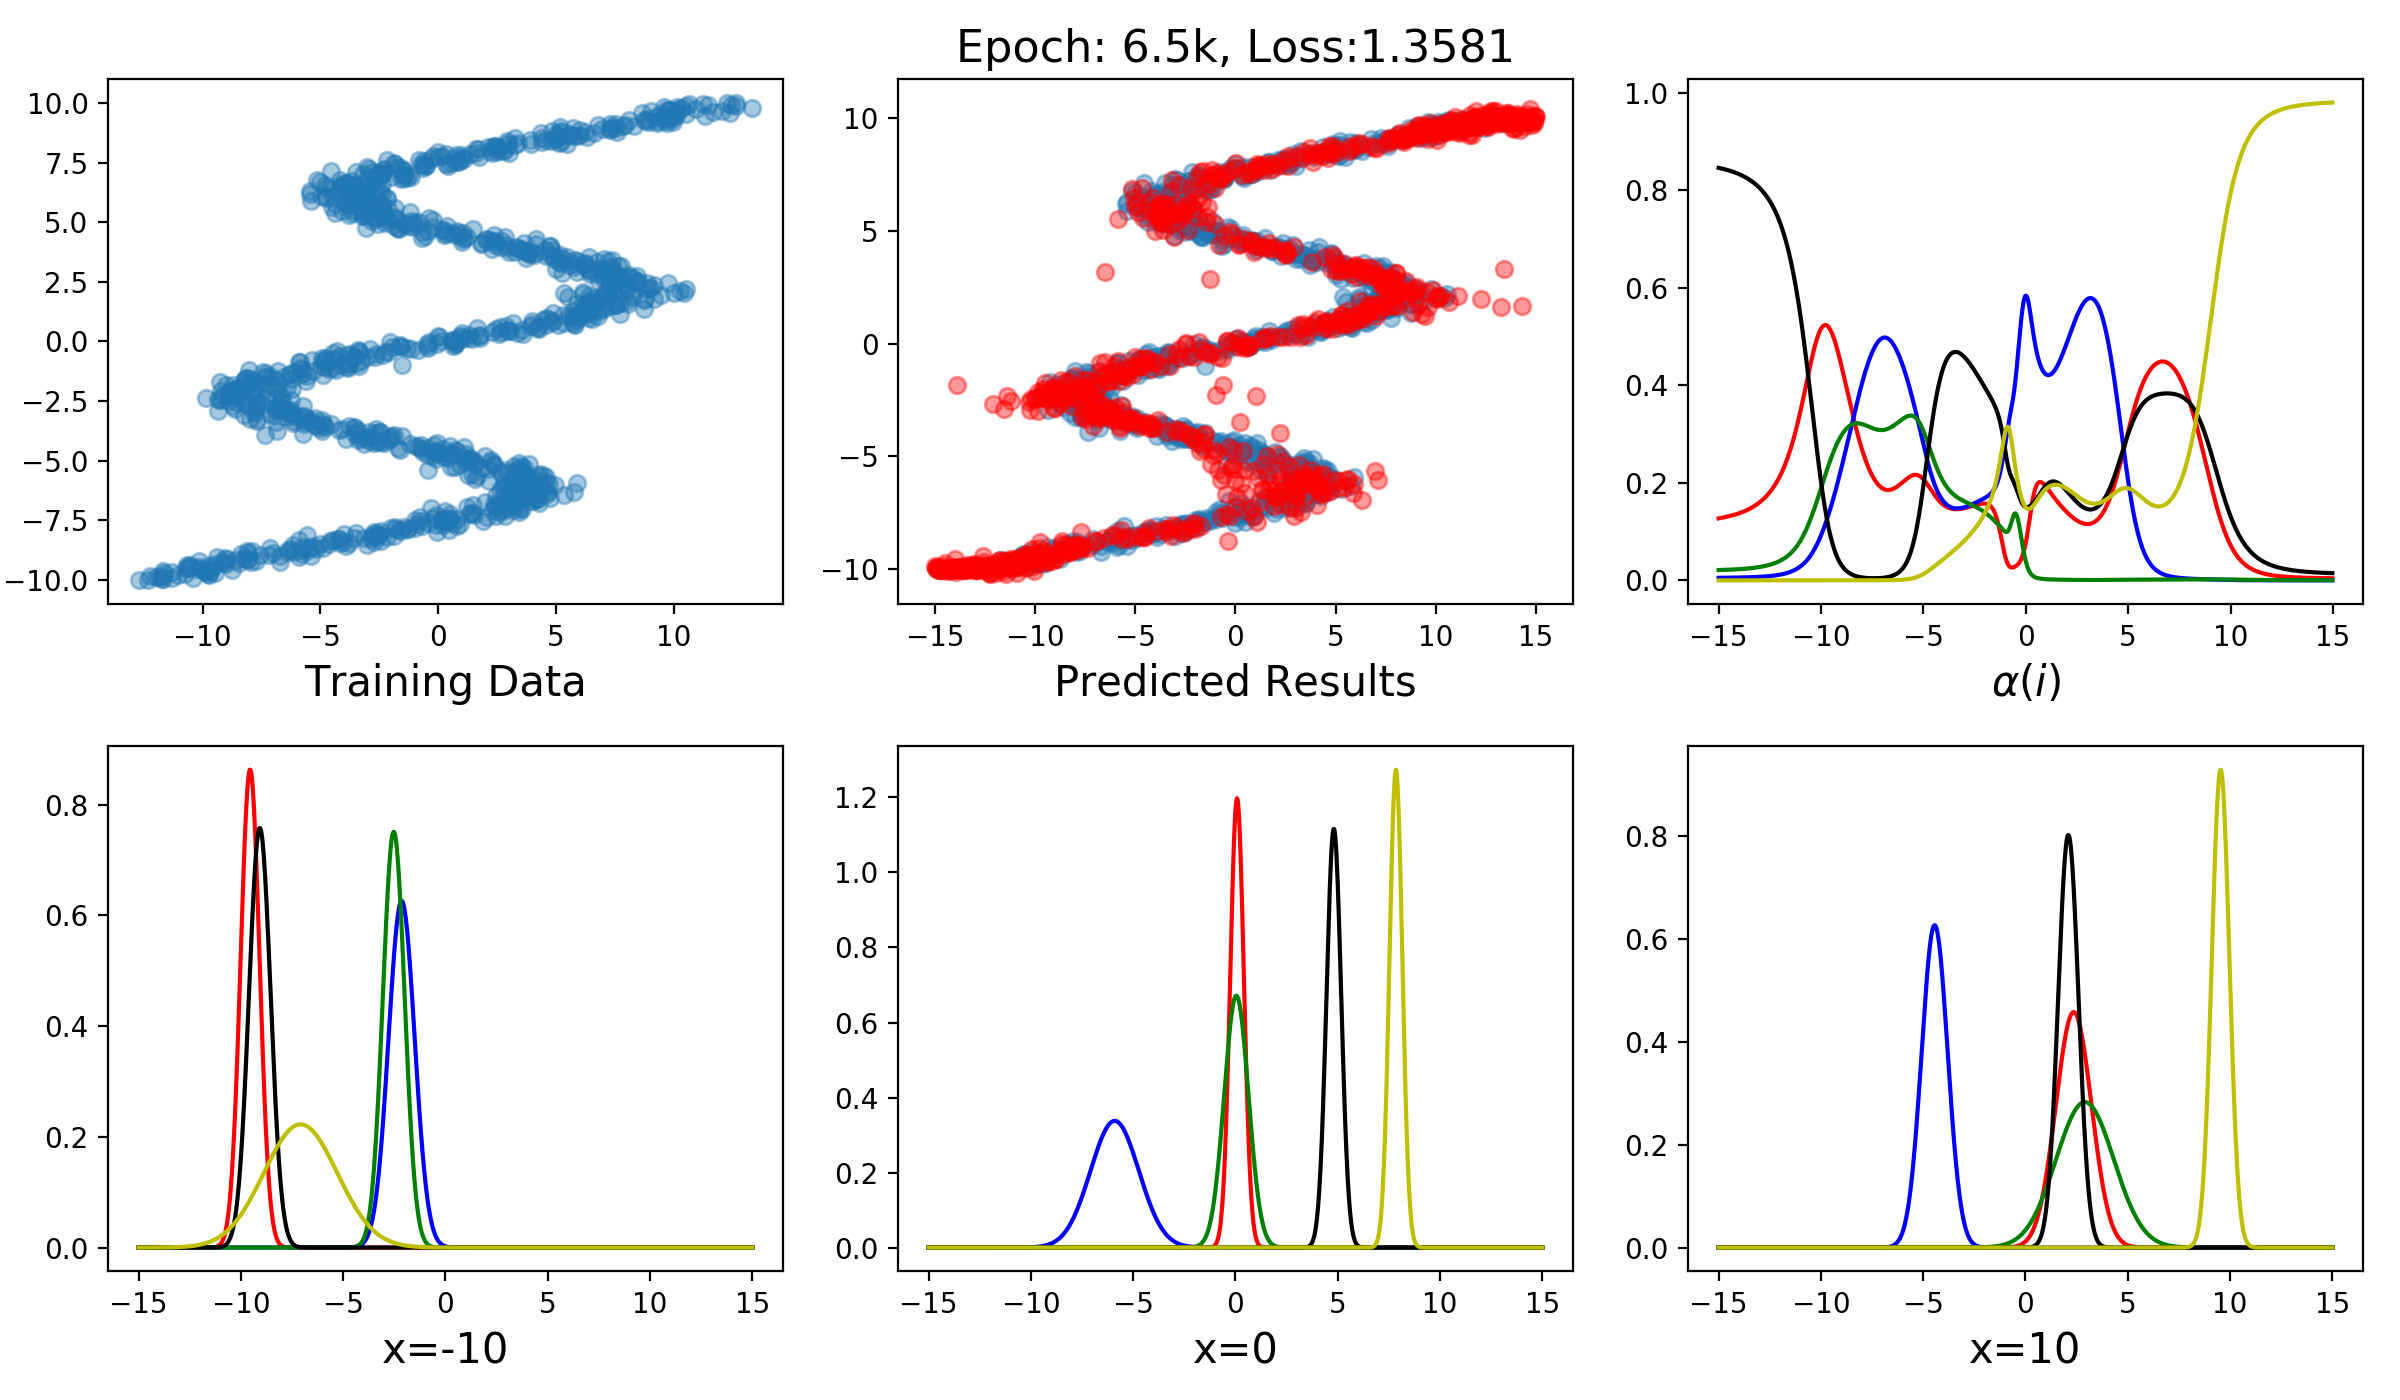 Epoch: 6.5k, Loss:1.3581
10.0
7.5
5.0
2.5
0.0
−2.5
−5.0
−7.5
−10.0
−10 −5 0 5 10
Training Data
10
5
0
−5
−10
−15 −10 −5 0 5 10 15
Predicted Results
1.0
0.8
0.6
0.4
0.2
0.0
−15 −10 −5 0 5 10 15
α(i)
0.8
0.6
0.4
0.2
0.0
−15 −10 −5 0 5 10 15
x=-10
1.2
1.0
0.8
0.6
0.4
0.2
0.0
−15 −10 −5 0 5 10 15
x=0
0.8
0.6
0.4
0.2
0.0
−15 −10 −5 0 5 10 15
x=10